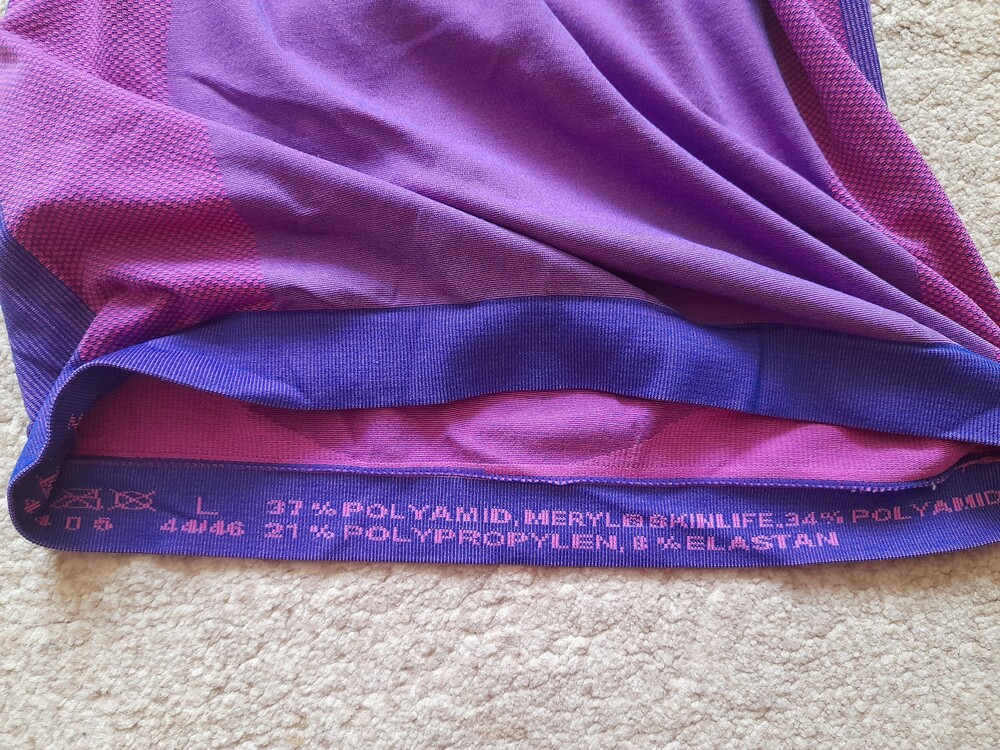 L 37% POLYAMID, MERYL® SKINLIFE, 34% POLYAMID
44/46 21% POLYPROPYLEN, 8% ELASTAN